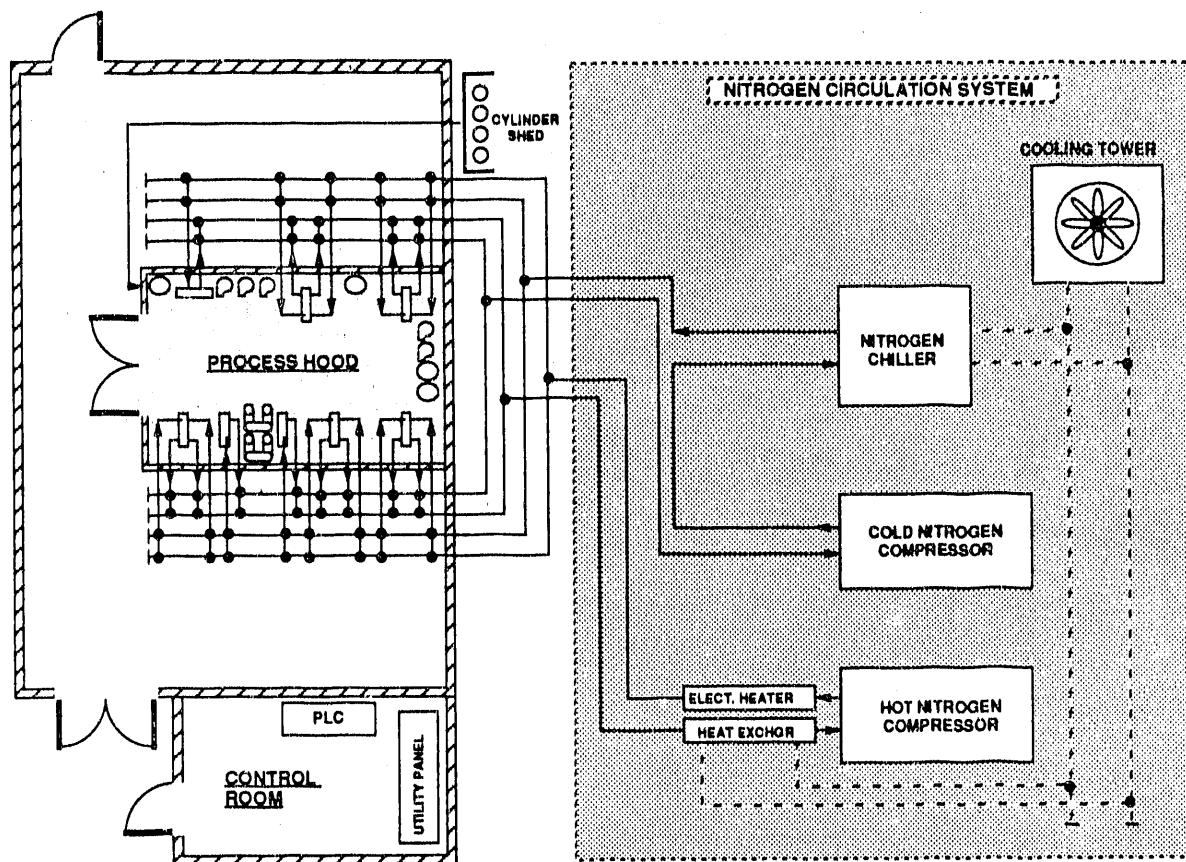 NITROGEN CIRCULATION SYSTEM
CYLINDER
SHED
COOLING TOWER
NITROGEN
CHILLER
PROCESS HOOD
COLD NITROGEN
COMPRESSOR
ELECT. HEATER
HEAT EXCHGR
HOT NITROGEN
COMPRESSOR
PLC
UTILITY PANEL
CONTROL
ROOM